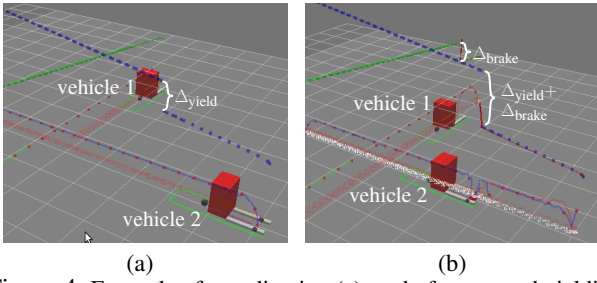 vehicle 1
Δyield
vehicle 2
Δbrake
vehicle 1
Δyield+
Δbrake
vehicle 2
(a)
(b)